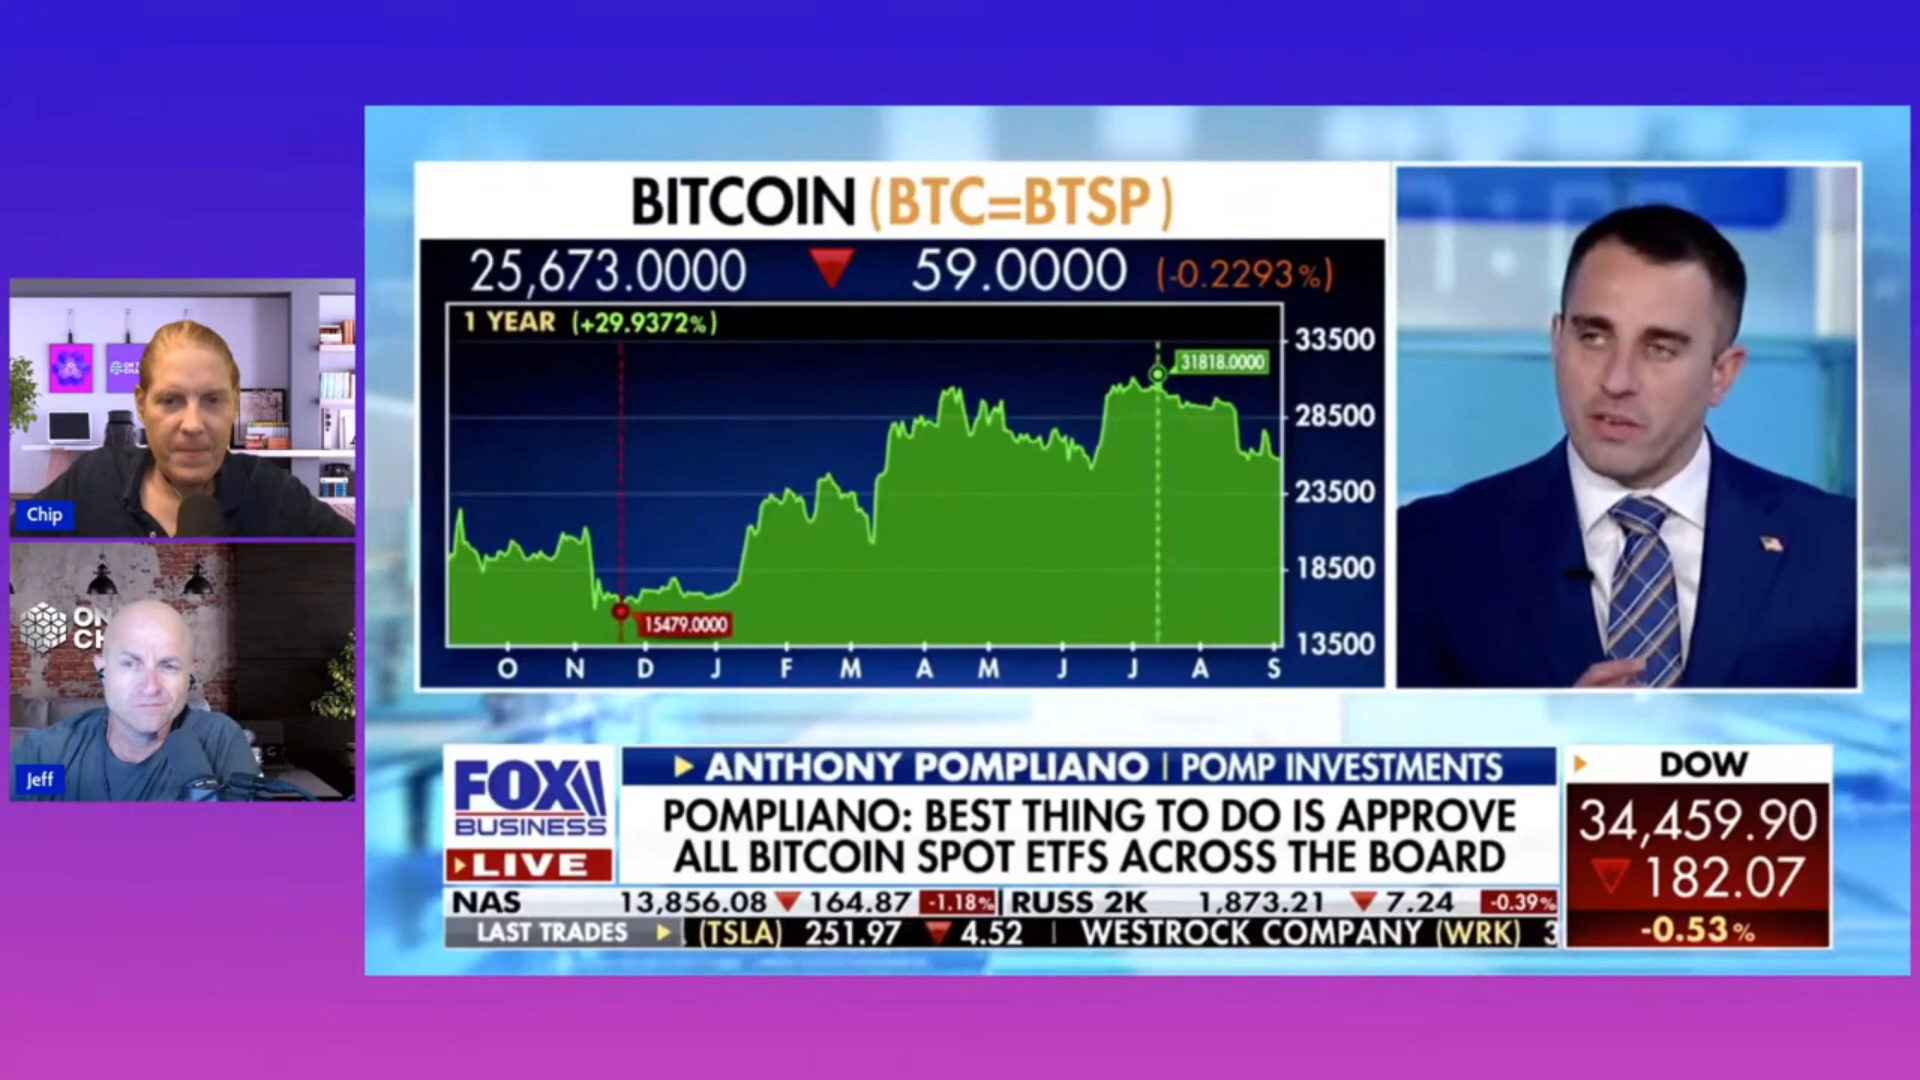 BITCOIN (BTC=BTSP)
25,673.0000 ▼ 59.0000 (-0.2293%)
1 YEAR (+29.9372%)
33500
31818.0000
28500
23500
18500
15479.0000
13500
O N D J F M A M J J A S
Chip
ON
CH
Jeff
FOX
BUSINESS
LIVE
ANTHONY POMPLIANO | POMP INVESTMENTS
POMPLIANO: BEST THING TO DO IS APPROVE
ALL BITCOIN SPOT ETFS ACROSS THE BOARD
DOW
34,459.90
▼ 182.07
-0.53%
NAS 13,856.08 ▼ 164.87 -1.18% RUSS 2K 1,873.21 ▼ 7.24 -0.39%
LAST TRADES (TSLA) 251.97 ▼ 4.52 | WESTROCK COMPANY (WRK) 3